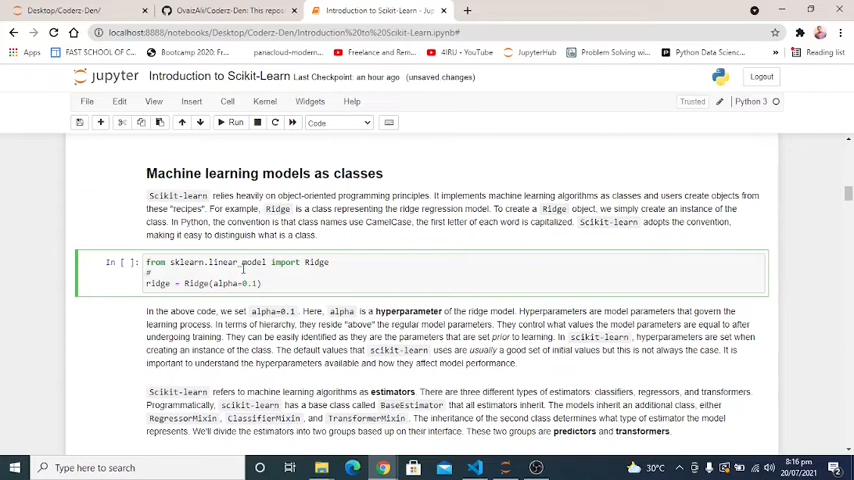 Desktop/Coderz-Den/
OvaizAli/Coderz-Den: This repos
Introduction to Scikit-Learn - Jup
localhost:8888/notebooks/Desktop/Coderz-Den/Introduction%20to%20Scikit-Learn.ipynb#
Apps
FAST SCHOOL OF COM...
Bootcamp 2020: For...
panacloud-modern-...
Freelance and Rem...
4IRU - YouTube
JupyterHub
Problem Solving wi...
Python Data Scienc...
Reading list
jupyter Introduction to Scikit-Learn Last Checkpoint: an hour ago (unsaved changes)
Logout
File Edit View Insert Cell Kernel Widgets Help
Trusted Python 3
Run Code
Machine learning models as classes
Scikit-learn relies heavily on object-oriented programming principles. It implements machine learning algorithms as classes and users create objects from
these "recipes". For example, Ridge is a class representing the ridge regression model. To create a Ridge object, we simply create an instance of the
class. In Python, the convention is that class names use CamelCase, the first letter of each word is capitalized. Scikit-learn adopts the convention,
making it easy to distinguish what is a class.
In [ ]: from sklearn.linear_model import Ridge
#
ridge = Ridge(alpha=0.1)
In the above code, we set alpha=0.1. Here, alpha is a hyperparameter of the ridge model. Hyperparameters are model parameters that govern the
learning process. In terms of hierarchy, they reside "above" the regular model parameters. They control what values the model parameters are equal to after
undergoing training. They can be easily identified as they are the parameters that are set prior to learning. In scikit-learn, hyperparameters are set when
creating an instance of the class. The default values that scikit-learn uses are usually a good set of initial values but this is not always the case. It is
important to understand the hyperparameters available and how they affect model performance.
Scikit-learn refers to machine learning algorithms as estimators. There are three different types of estimators: classifiers, regressors, and transformers.
Programmatically, scikit-learn has a base class called BaseEstimator that all estimators inherit. The models inherit an additional class, either
RegressorMixin, ClassifierMixin, and TransformerMixin. The inheritance of the second class determines what type of estimator the model
represents. We'll divide the estimators into two groups based up on their interface. These two groups are predictors and transformers.
Type here to search
30°C
8:16 pm
20/07/2021